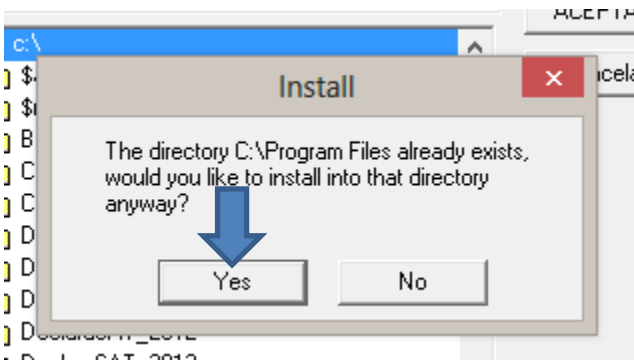 ACEPTA
c:\
Install
The directory C:\Program Files already exists,
would you like to install into that directory
anyway?
Yes
No
B
C
C
D
D
D